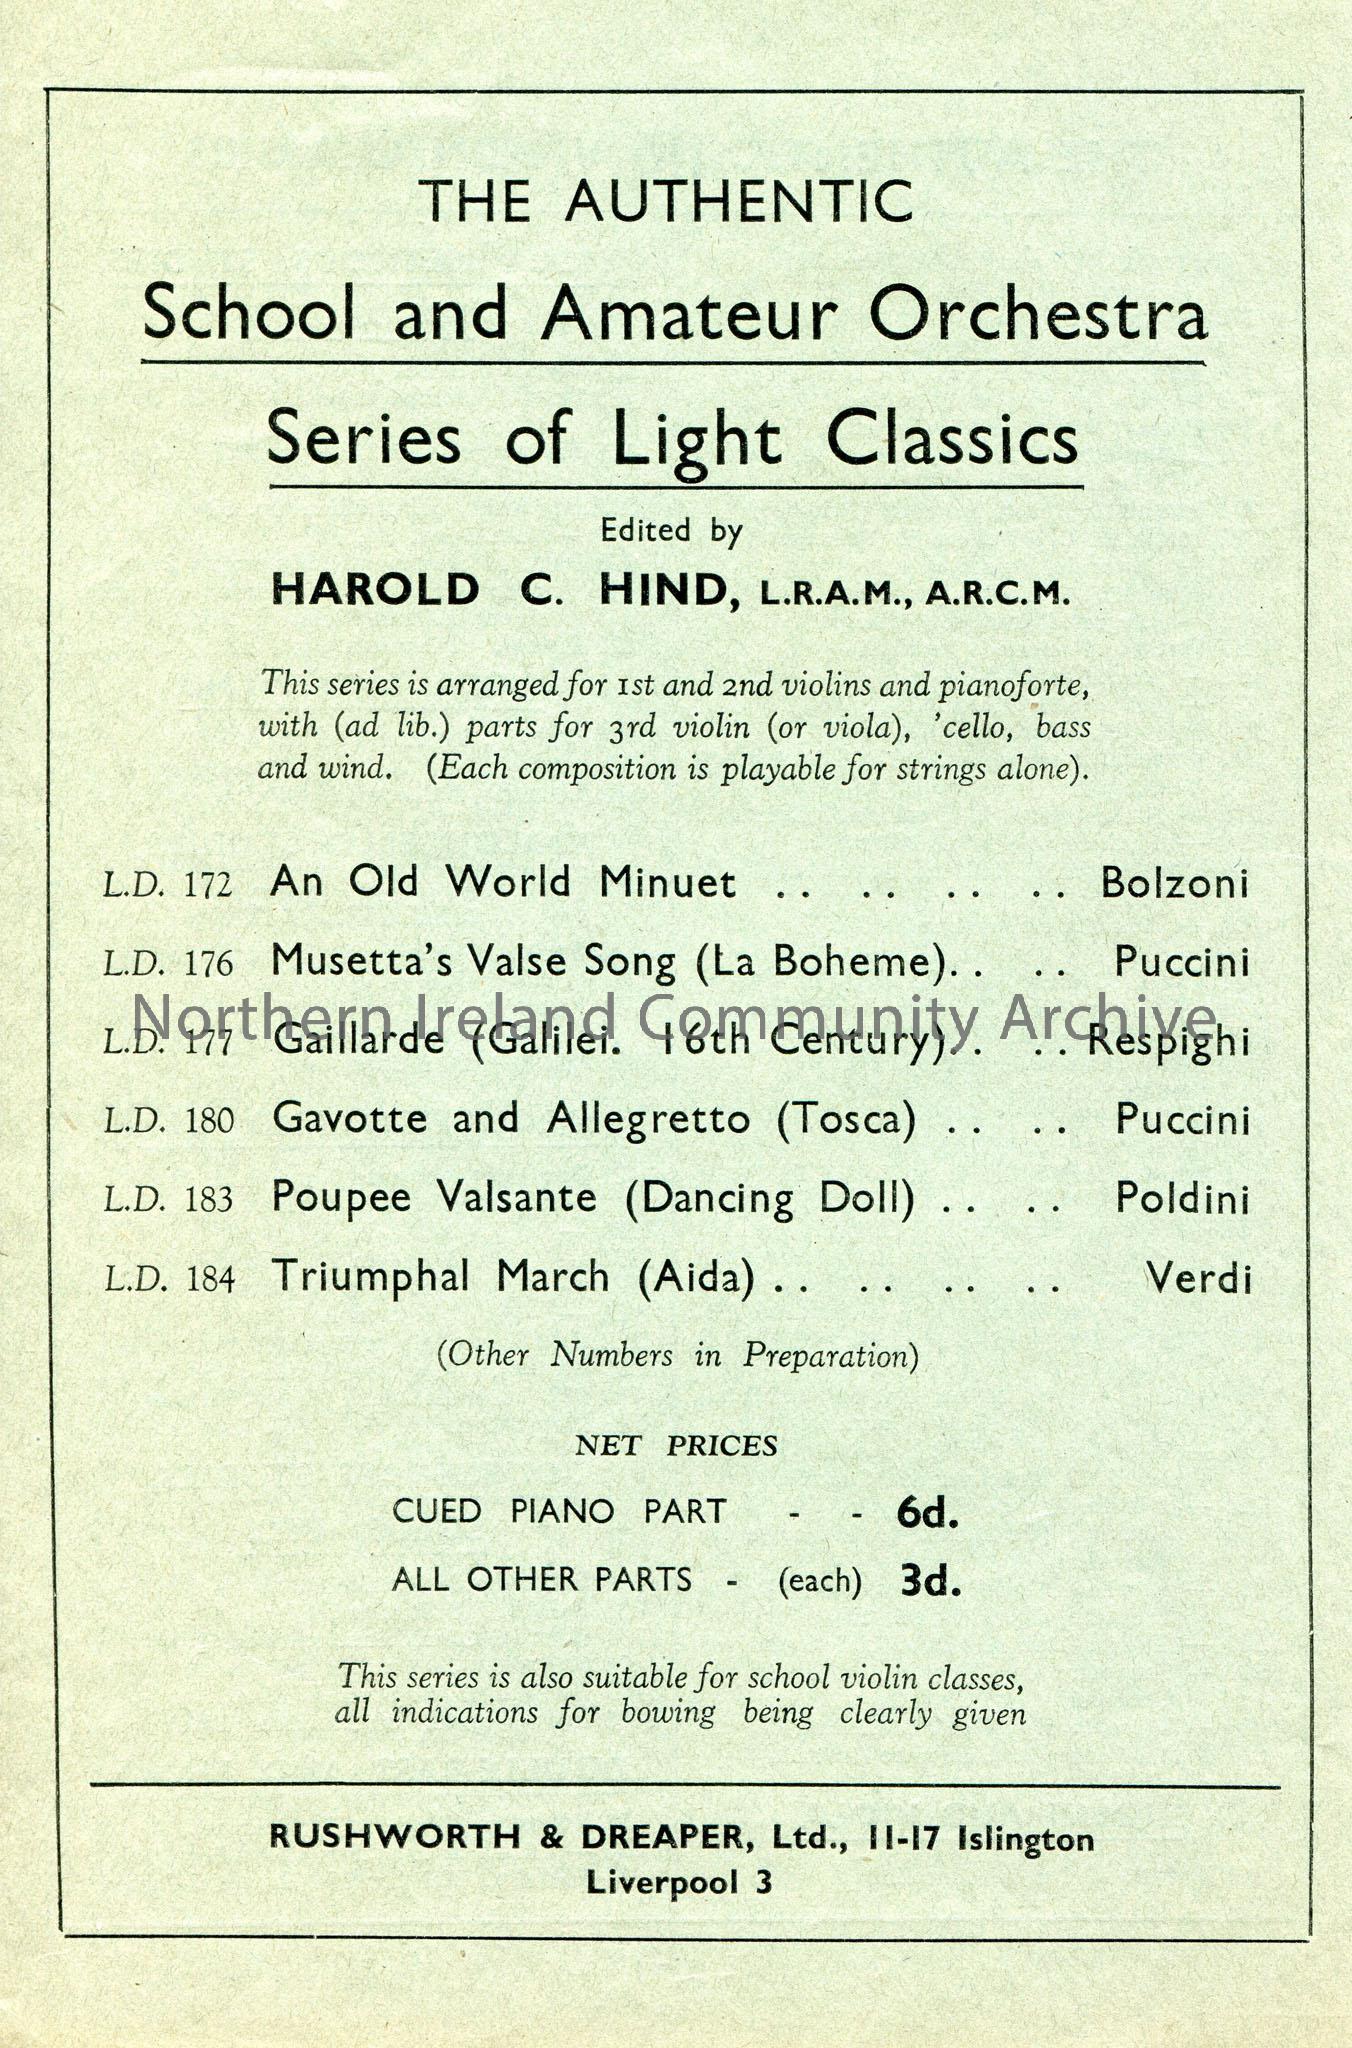 THE AUTHENTIC
School and Amateur Orchestra
Series of Light Classics
Edited by
HAROLD C. HIND, L.R.A.M., A.R.C.M.
This series is arranged for 1st and 2nd violins and pianoforte,
with (ad lib.) parts for 3rd violin (or viola), 'cello, bass
and wind. (Each composition is playable for strings alone).
L.D. 172 An Old World Minuet .. .. .. .. Bolzoni
L.D. 176 Musetta's Valse Song (La Boheme). . .. Puccini
Northern Ireland Community Archive
L.D. 177 Gaillarde (Galilei. 16th Century). . .. Respighi
L.D. 180 Gavotte and Allegretto (Tosca) .. .. Puccini
L.D. 183 Poupee Valsante (Dancing Doll) .. .. Poldini
L.D. 184 Triumphal March (Aida) .. .. .. .. Verdi
(Other Numbers in Preparation)
NET PRICES
CUED PIANO PART - - 6d.
ALL OTHER PARTS - (each) 3d.
This series is also suitable for school violin classes,
all indications for bowing being clearly given
RUSHWORTH & DREAPER, Ltd., 11-17 Islington
Liverpool 3